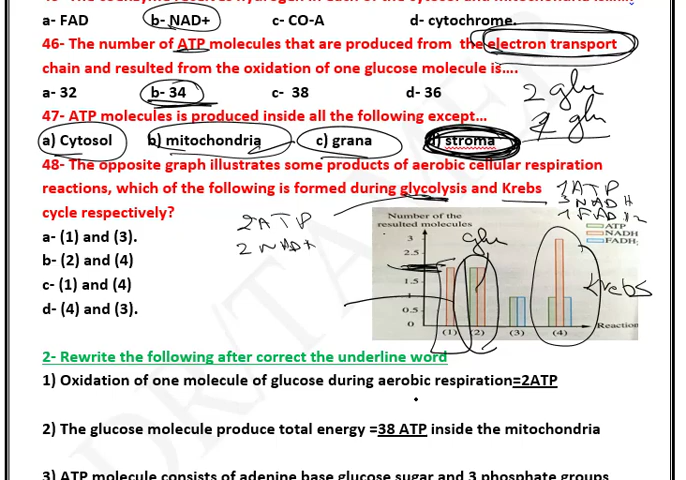 a- FAD b- NAD+ c- CO-A d- cytochrome.
46- The number of ATP molecules that are produced from the electron transport
chain and resulted from the oxidation of one glucose molecule is….
a- 32 b- 34 c- 38 d- 36
2 glu
glu
47- ATP molecules is produced inside all the following except…
a) Cytosol b) mitochondria c) grana d) stroma
48- The opposite graph illustrates some products of aerobic cellular respiration
reactions, which of the following is formed during glycolysis and Krebs
cycle respectively?
1 ATP
3 NADH
1 FADH2
2 ATP
2 NADH
a- (1) and (3).
b- (2) and (4)
c- (1) and (4)
d- (4) and (3).
Number of the
resulted molecules
glu
ATP
NADH
FADH2
3
2.5
1.5
1
0.5
0
Krebs
(1) (2) (3) (4) Reaction
2- Rewrite the following after correct the underline word
1) Oxidation of one molecule of glucose during aerobic respiration=2ATP
2) The glucose molecule produce total energy =38 ATP inside the mitochondria
3) ATP molecule consists of adenine base glucose sugar and 3 phosphate groups